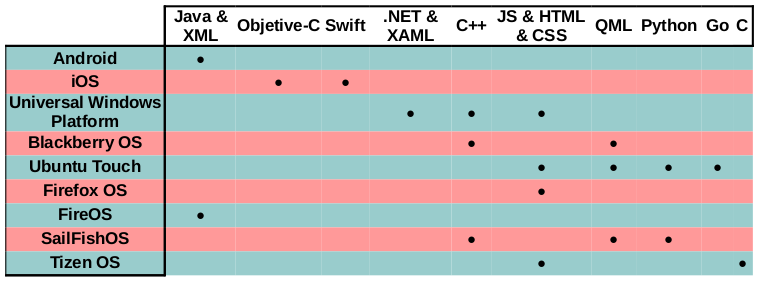 Java & XML Objetive-C Swift .NET & XAML C++ JS & HTML & CSS QML Python Go C
Android •
iOS • •
Universal Windows
Platform • • •
Blackberry OS • •
Ubuntu Touch • • • •
Firefox OS •
FireOS •
SailFishOS • • •
Tizen OS • •